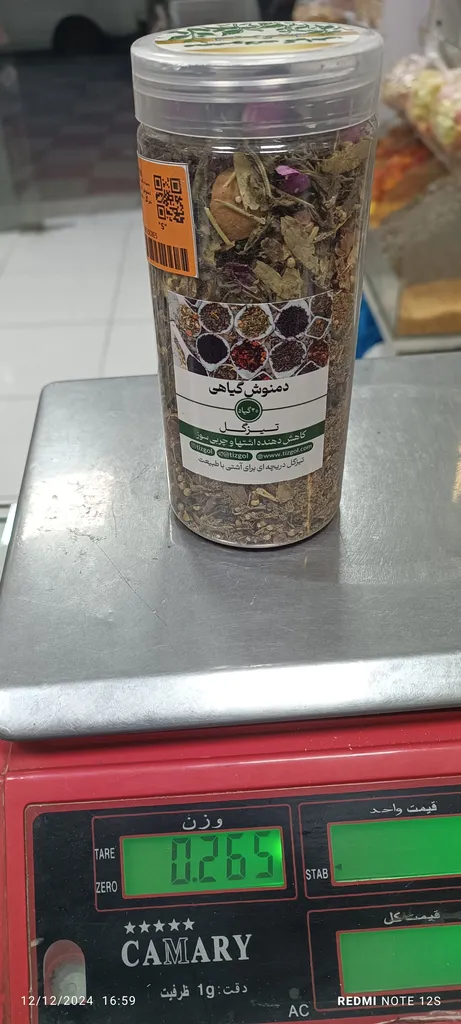 "S"
دمنوش گیاهی
۲۰ گیاه
تیزگل
کاهش دهنده اشتها و چربی سوز
@tizgol @tizgol www.tizgol.com
تیزگل دریچه ای برای آشتی با طبیعت
وزن
قیمت واحد
TARE
0.265
ZERO
STAB
قیمت کل
CAMARY
دقت: 1g ظرفیت
AC
12/12/2024 16:59
REDMI NOTE 12S